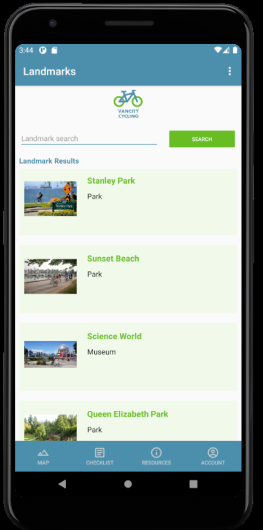 3:44
Landmarks
VANCITY
CYCLING
Landmark search
SEARCH
Landmark Results
Stanley Park
Park
Sunset Beach
Park
Science World
Museum
Queen Elizabeth Park
Park
MAP
CHECKLIST
RESOURCES
ACCOUNT